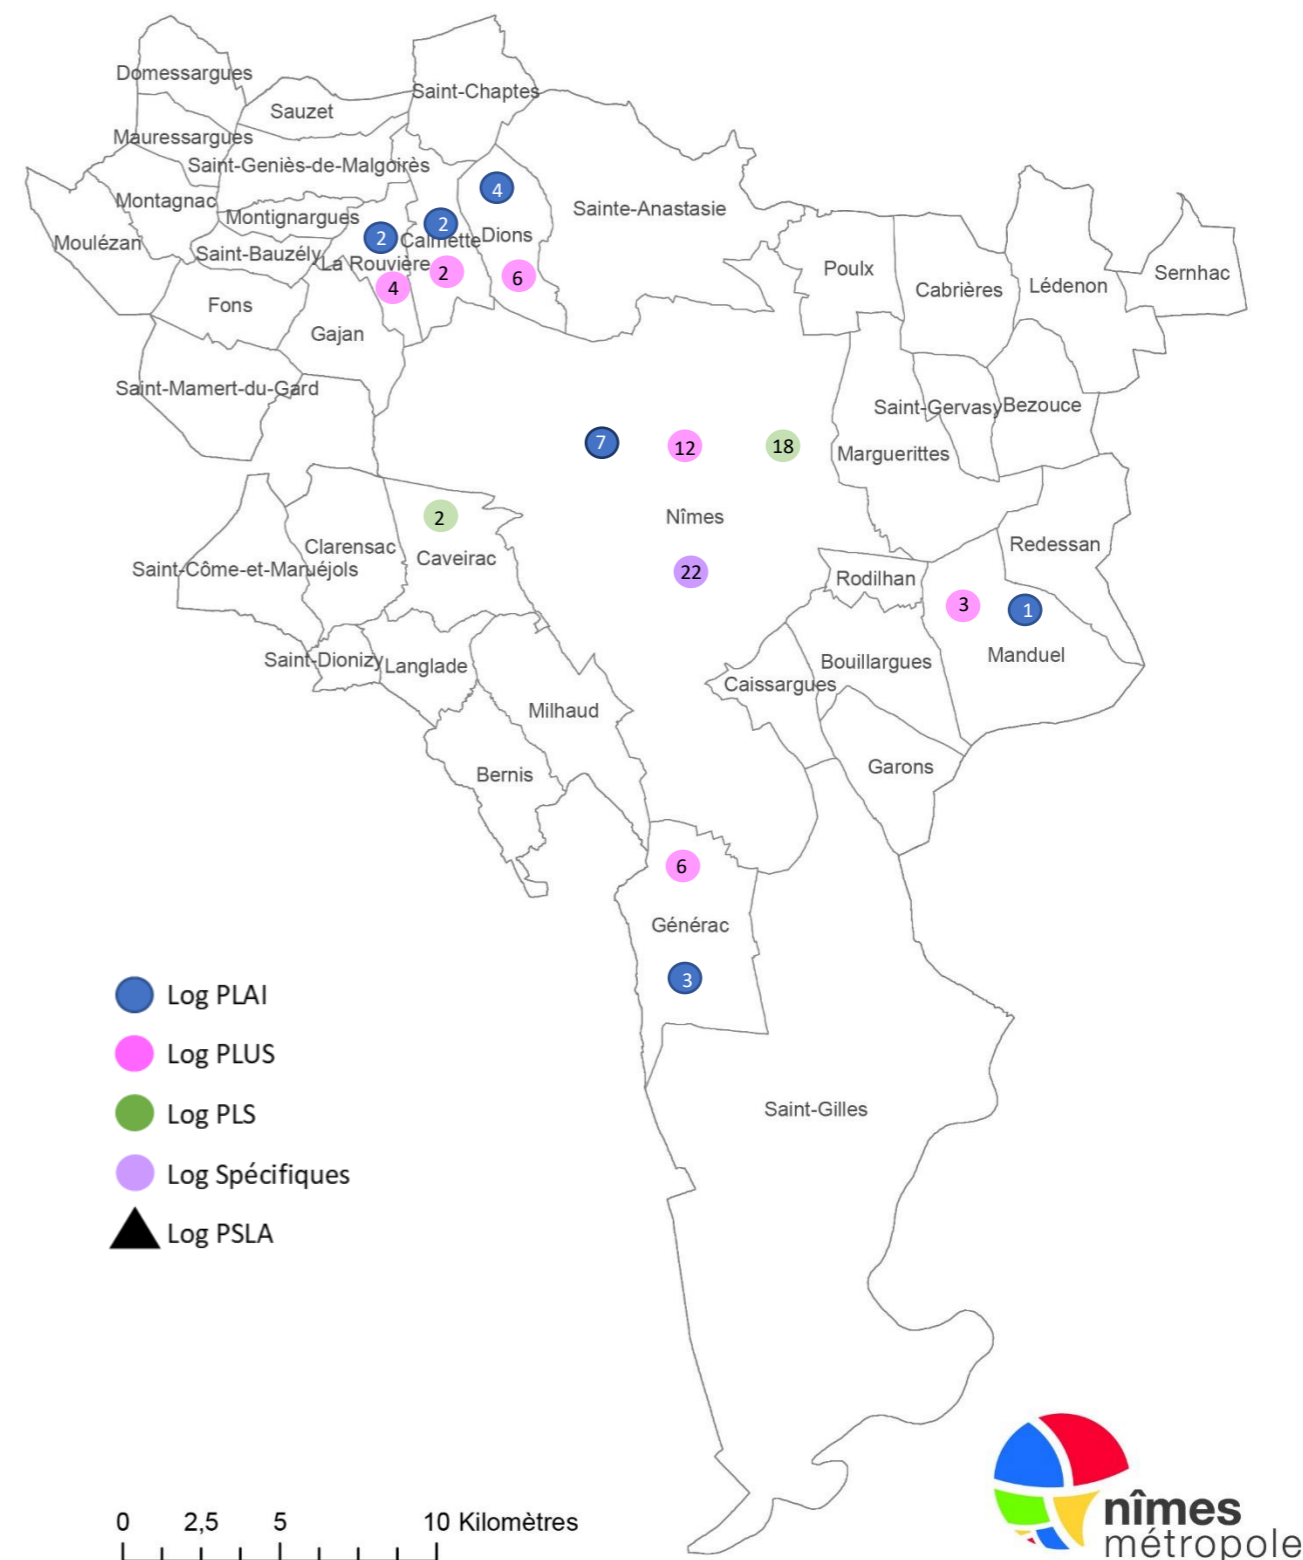 Domessargues
Saint-Chaptes
Sauzet
Mauressargues
Saint-Geniès-de-Malgoirès
4
Montagnac
Sainte-Anastasie
Montignargues
2
2
Moulézan
Calmette
Dions
Saint-Bauzély
La Rouvière
Poulx
Cabrières
Lédenon
Sernhac
2
6
4
Fons
Gajan
Saint-Mamert-du-Gard
Saint-Gervasy
Bezouce
7
12
18
Marguerittes
2
Nîmes
Clarensac
Caveirac
Redessan
Saint-Côme-et-Maruéjols
22
Rodilhan
3
1
Saint-Dionizy
Langlade
Bouillargues
Manduel
Caissargues
Milhaud
Bernis
Garons
6
Générac
3
Log PLAI
Log PLUS
Log PLS
Log Spécifiques
Log PSLA
Saint-Gilles
0 2,5 5 10 Kilomètres
nîmes
métropole